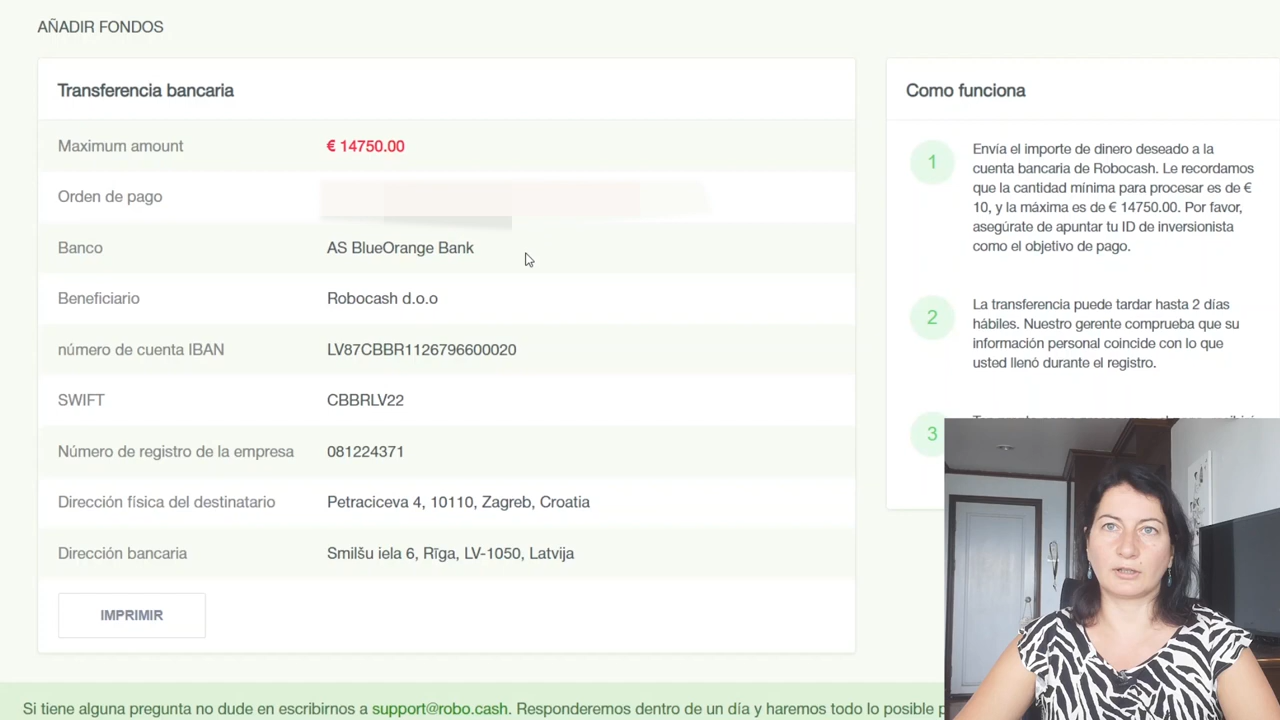 AÑADIR FONDOS
Transferencia bancaria
Maximum amount € 14750.00
Orden de pago
Banco AS BlueOrange Bank
Beneficiario Robocash d.o.o
número de cuenta IBAN LV87CBBR1126796600020
SWIFT CBBRLV22
Número de registro de la empresa 081224371
Dirección física del destinatario Petraciceva 4, 10110, Zagreb, Croatia
Dirección bancaria Smilšu iela 6, Rīga, LV-1050, Latvija
IMPRIMIR
Como funciona
1
Envía el importe de dinero deseado a la
cuenta bancaria de Robocash. Le recordamos
que la cantidad mínima para procesar es de €
10, y la máxima es de € 14750.00. Por favor,
asegúrate de apuntar tu ID de inversionista
como el objetivo de pago.
2
La transferencia puede tardar hasta 2 días
hábiles. Nuestro gerente comprueba que su
información personal coincide con lo que
usted llenó durante el registro.
3
Si tiene alguna pregunta no dude en escribirnos a support@robo.cash. Responderemos dentro de un día y haremos todo lo posible